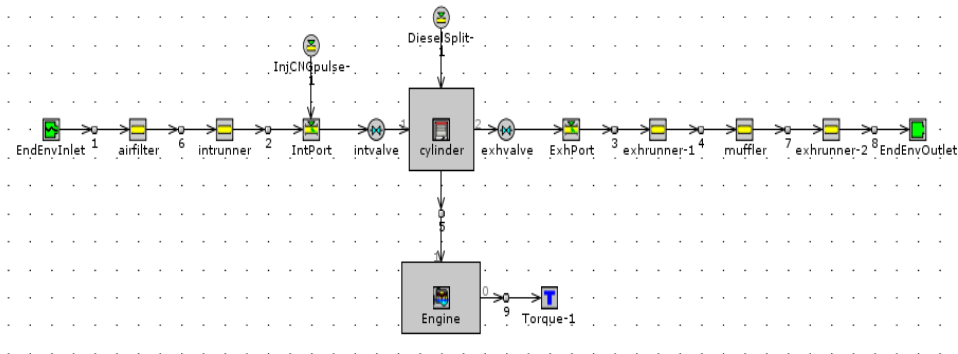 DieselSplit-
1
InjCNGpulse-
1
1 2
EndEnvInlet 1 airfilter 6 intrunner 2 IntPort intvalve cylinder exhvalve ExhPort 3 exhrunner-1 4 muffler 7 exhrunner-2 8 EndEnvOutlet
5
1
0
T
Engine 9 Torque-1